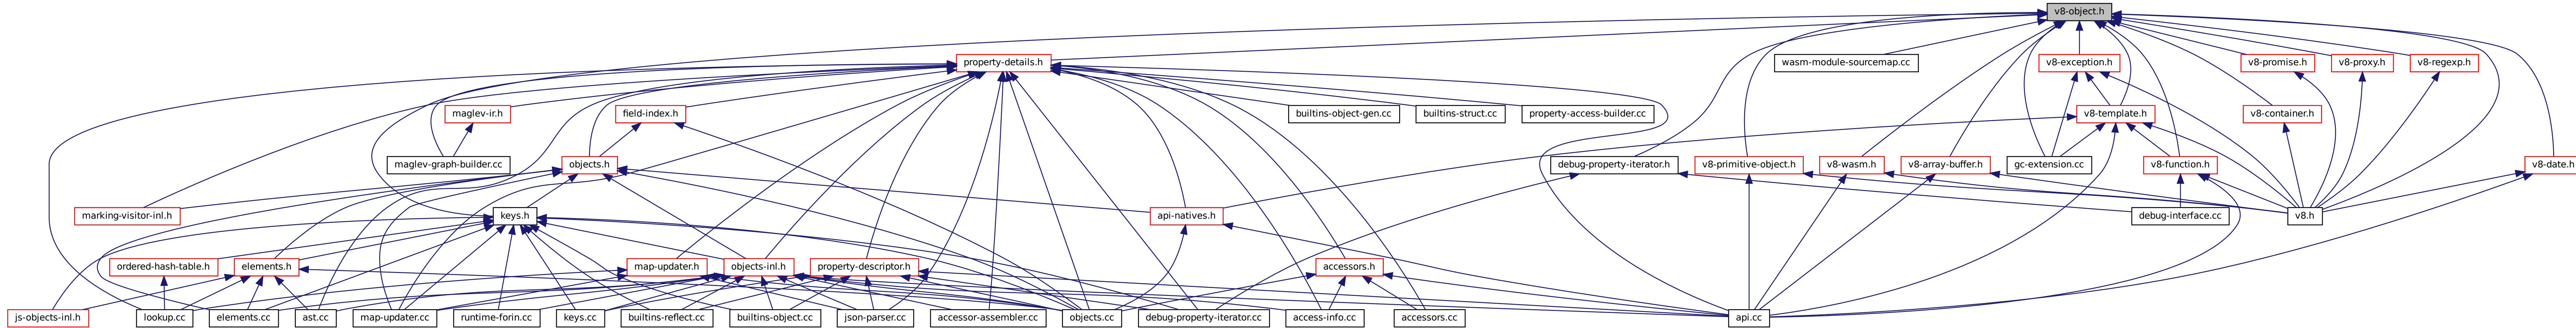 v8-object.h
property-details.h
wasm-module-sourcemap.cc
v8-exception.h
v8-promise.h
v8-proxy.h
v8-regexp.h
maglev-ir.h
field-index.h
builtins-object-gen.cc
builtins-struct.cc
property-access-builder.cc
v8-template.h
v8-container.h
maglev-graph-builder.cc
objects.h
debug-property-iterator.h
v8-primitive-object.h
v8-wasm.h
v8-array-buffer.h
gc-extension.cc
v8-function.h
v8-date.h
marking-visitor-inl.h
keys.h
api-natives.h
debug-interface.cc
v8.h
ordered-hash-table.h
elements.h
map-updater.h
objects-inl.h
property-descriptor.h
accessors.h
js-objects-inl.h
lookup.cc
elements.cc
ast.cc
map-updater.cc
runtime-forin.cc
keys.cc
builtins-reflect.cc
builtins-object.cc
json-parser.cc
accessor-assembler.cc
objects.cc
debug-property-iterator.cc
access-info.cc
accessors.cc
api.cc